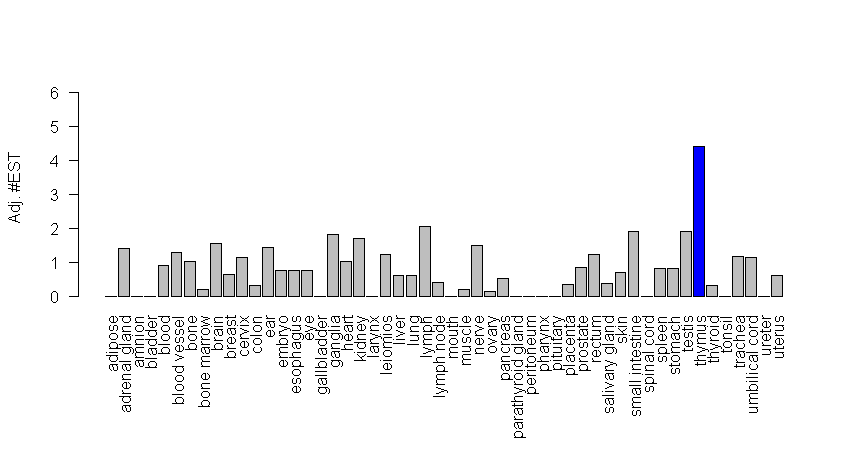 6
5
4
3
2
1
0
Adj. #EST
adipose
adrenal gland
amnion
bladder
blood
blood vessel
bone
bone marrow
brain
breast
cervix
colon
ear
embryo
esophagus
eye
gallbladder
ganglia
heart
kidney
larynx
leiomios
liver
lung
lymph
lymph node
mouth
muscle
nerve
ovary
pancreas
parathyroid gland
peritoneum
pharynx
pituitary
placenta
prostate
rectum
salivary gland
skin
small intestine
spinal cord
spleen
stomach
testis
thymus
thyroid
tonsil
trachea
umbilical cord
ureter
uterus